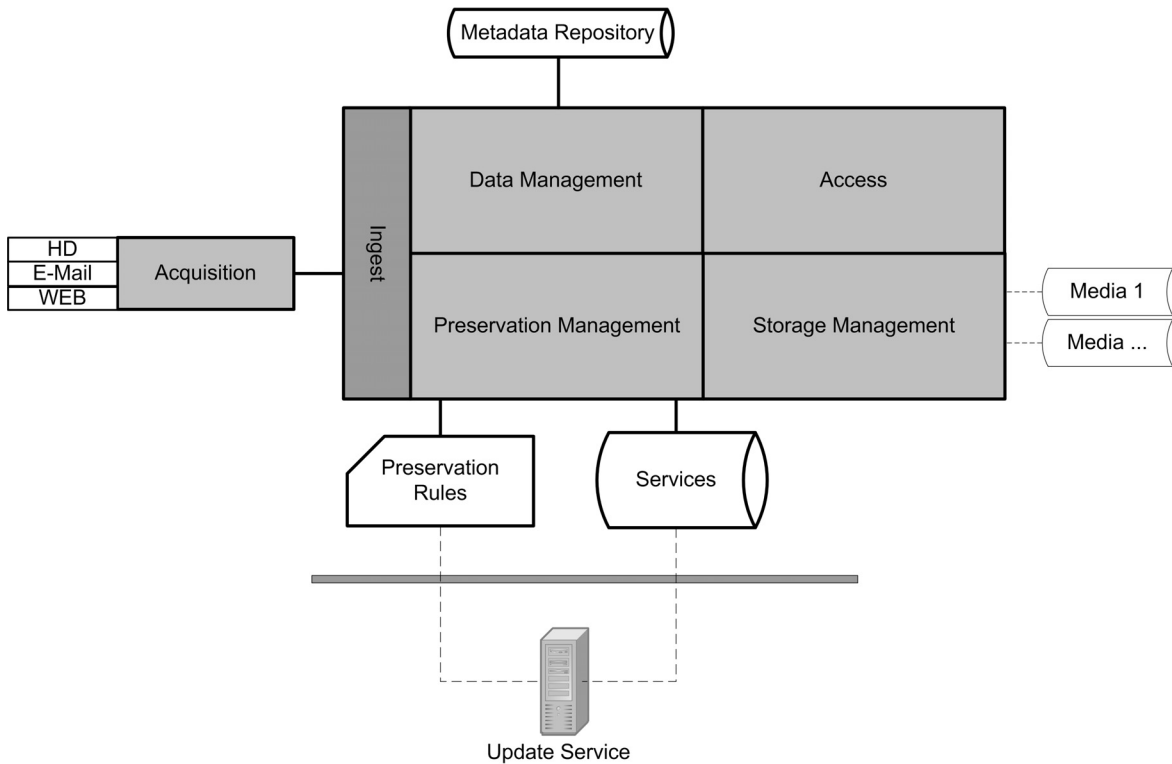 Metadata Repository
Data Management
Access
Ingest
HD
E-Mail
WEB
Acquisition
Preservation Management
Storage Management
Media 1
Media ...
Preservation
Rules
Services
Update Service